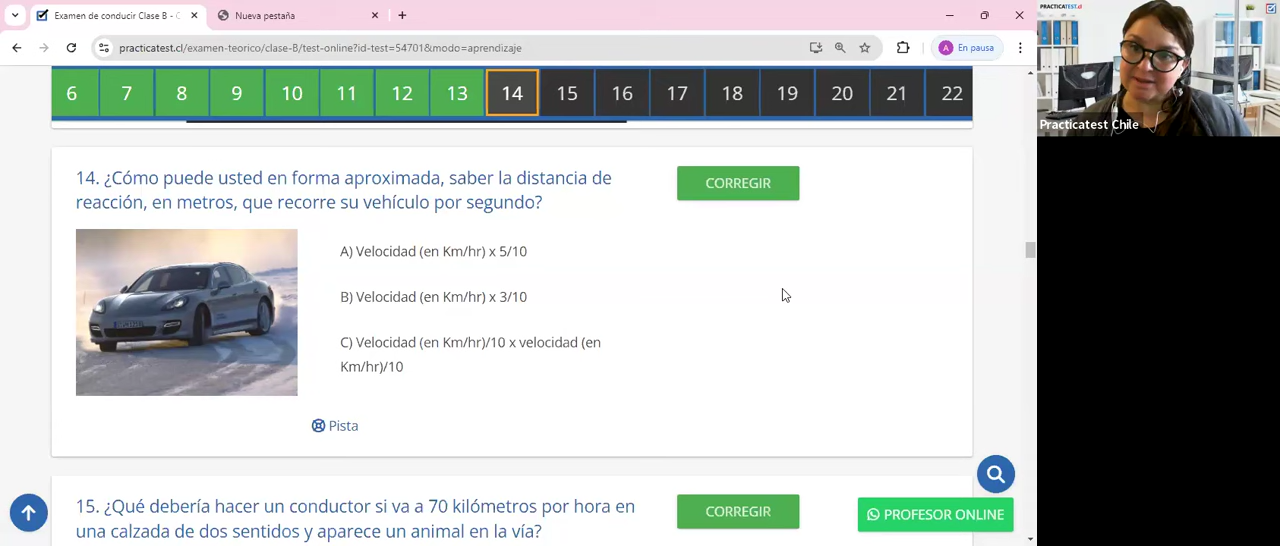 Examen de conducir Clase B - C
Nueva pestaña
practicatest.cl/examen-teorico/clase-B/test-online?id-test=54701&modo=aprendizaje
A
En pausa
6 7 8 9 10 11 12 13 14 15 16 17 18 19 20 21 22
14. ¿Cómo puede usted en forma aproximada, saber la distancia de
reacción, en metros, que recorre su vehículo por segundo?
CORREGIR
A) Velocidad (en Km/hr) x 5/10
B) Velocidad (en Km/hr) x 3/10
C) Velocidad (en Km/hr)/10 x velocidad (en
Km/hr)/10
Pista
15. ¿Qué debería hacer un conductor si va a 70 kilómetros por hora en
una calzada de dos sentidos y aparece un animal en la vía?
CORREGIR
PROFESOR ONLINE
PRACTICATEST.CL
Practicatest Chile